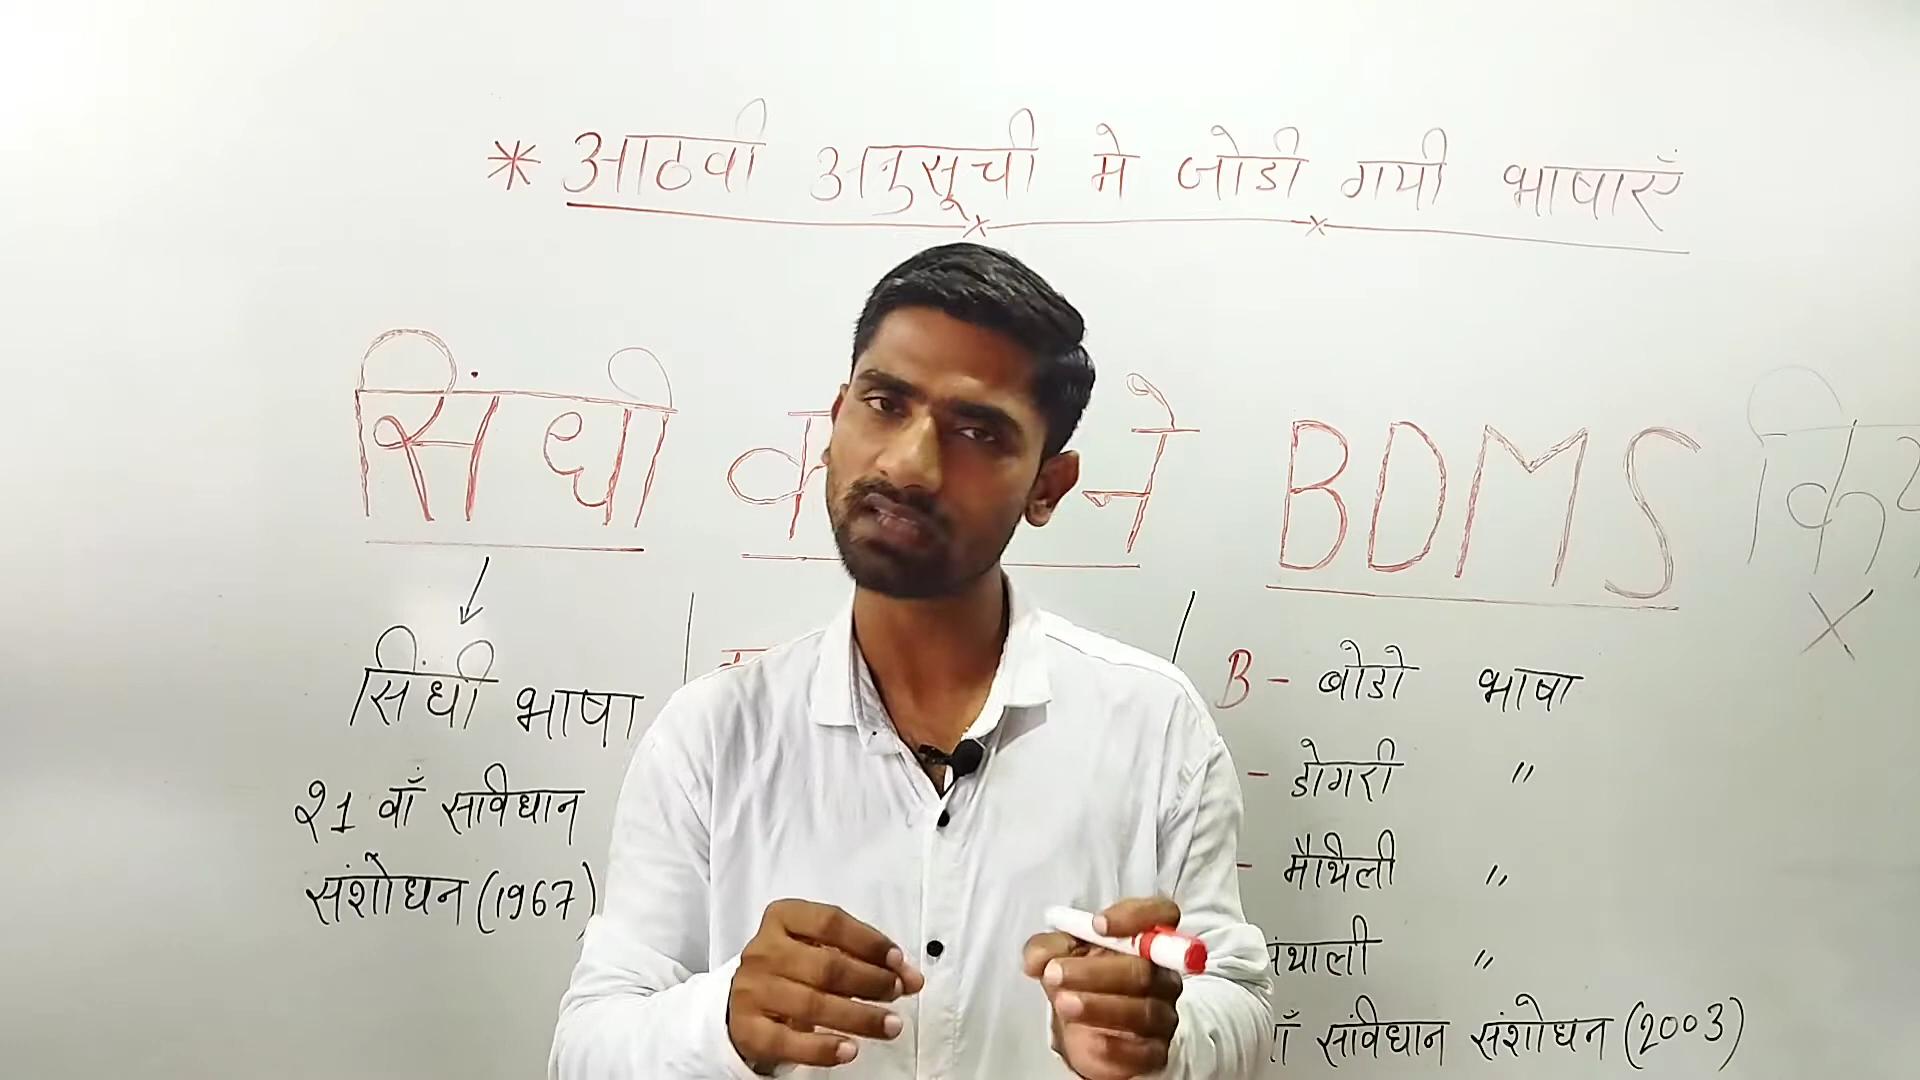 * आठवी अनुसूची मे जोडी गयी भाषाएँ
सिंधी ने BDMS
सिंधी भाषा
२1 वाँ संविधान
संशोधन (1967)
B - बोडो भाषा
- डोगरी "
- मैथिली "
संथाली "
वाँ संविधान संशोधन (2003)